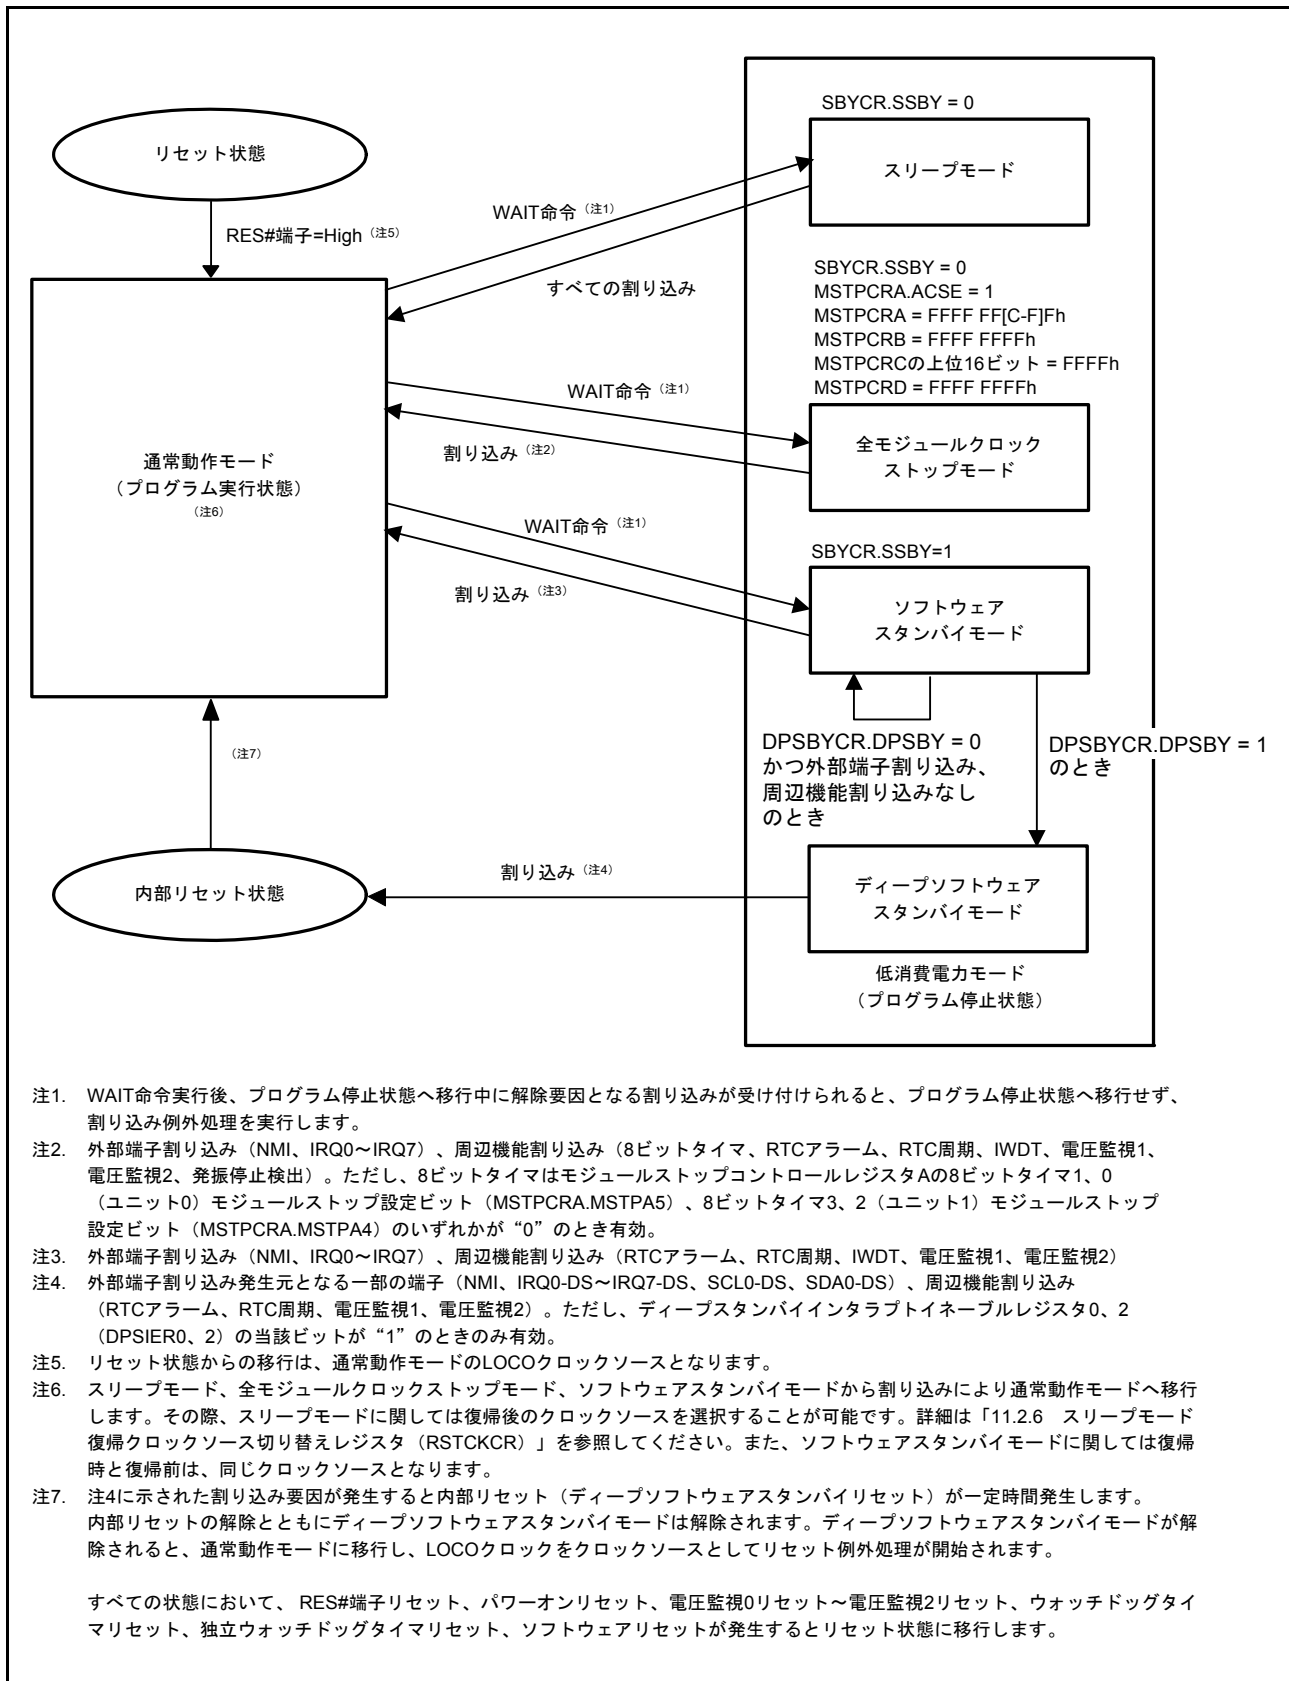 SBYCR.SSBY = 0
リセット状態
スリープモード
WAIT命令（注1）
RES#端子=High（注5）
すべての割り込み
SBYCR.SSBY = 0
MSTPCRA.ACSE = 1
MSTPCRA = FFFF FF[C-F]Fh
MSTPCRB = FFFF FFFFh
MSTPCRCの上位16ビット = FFFFh
MSTPCRD = FFFF FFFFh
WAIT命令（注1）
全モジュールクロック
ストップモード
割り込み（注2）
通常動作モード
（プログラム実行状態）
（注6）
WAIT命令（注1）
SBYCR.SSBY=1
割り込み（注3）
ソフトウェア
スタンバイモード
DPSBYCR.DPSBY = 0
かつ外部端子割り込み、
周辺機能割り込みなし
のとき
DPSBYCR.DPSBY = 1
のとき
（注7）
割り込み（注4）
内部リセット状態
ディープソフトウェア
スタンバイモード
低消費電力モード
（プログラム停止状態）
注1. WAIT命令実行後、プログラム停止状態へ移行中に解除要因となる割り込みが受け付けられると、プログラム停止状態へ移行せず、
割り込み例外処理を実行します。
注2. 外部端子割り込み（NMI、IRQ0～IRQ7）、周辺機能割り込み（8ビットタイマ、RTCアラーム、RTC周期、IWDT、電圧監視1、
電圧監視2、発振停止検出）。ただし、8ビットタイマはモジュールストップコントロールレジスタAの8ビットタイマ1、0
（ユニット0）モジュールストップ設定ビット（MSTPCRA.MSTPA5）、8ビットタイマ3、2（ユニット1）モジュールストップ
設定ビット（MSTPCRA.MSTPA4）のいずれかが“0”のとき有効。
注3. 外部端子割り込み（NMI、IRQ0～IRQ7）、周辺機能割り込み（RTCアラーム、RTC周期、IWDT、電圧監視1、電圧監視2）
注4. 外部端子割り込み発生元となる一部の端子（NMI、IRQ0-DS～IRQ7-DS、SCL0-DS、SDA0-DS）、周辺機能割り込み
（RTCアラーム、RTC周期、電圧監視1、電圧監視2）。ただし、ディープスタンバイインタラプトイネーブルレジスタ0、2
（DPSIER0、2）の当該ビットが“1”のときのみ有効。
注5. リセット状態からの移行は、通常動作モードのLOCOクロックソースとなります。
注6. スリープモード、全モジュールクロックストップモード、ソフトウェアスタンバイモードから割り込みにより通常動作モードへ移行
します。その際、スリープモードに関しては復帰後のクロックソースを選択することが可能です。詳細は「11.2.6　スリープモード
復帰クロックソース切り替えレジスタ（RSTCKCR）」を参照してください。また、ソフトウェアスタンバイモードに関しては復帰
時と復帰前は、同じクロックソースとなります。
注7. 注4に示された割り込み要因が発生すると内部リセット（ディープソフトウェアスタンバイリセット）が一定時間発生します。
内部リセットの解除とともにディープソフトウェアスタンバイモードは解除されます。ディープソフトウェアスタンバイモードが解
除されると、通常動作モードに移行し、LOCOクロックをクロックソースとしてリセット例外処理が開始されます。
すべての状態において、 RES#端子リセット、パワーオンリセット、電圧監視0リセット～電圧監視2リセット、ウォッチドッグタイ
マリセット、独立ウォッチドッグタイマリセット、ソフトウェアリセットが発生するとリセット状態に移行します。